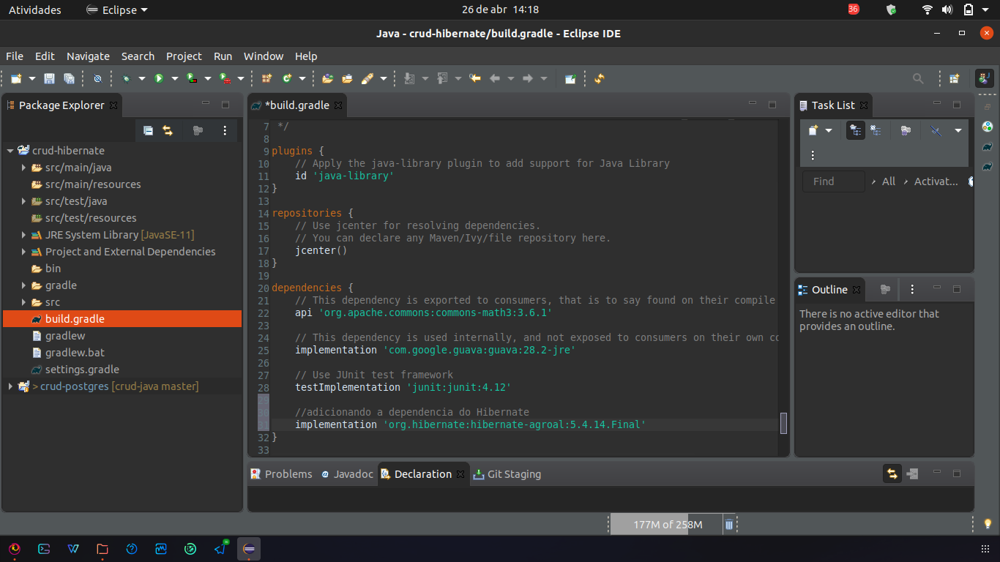 Atividades
Eclipse
26 de abr 14:18
36
Java - crud-hibernate/build.gradle - Eclipse IDE
File Edit Navigate Search Project Run Window Help
Package Explorer
crud-hibernate
src/main/java
src/main/resources
src/test/java
src/test/resources
JRE System Library [JavaSE-11]
Project and External Dependencies
bin
gradle
src
build.gradle
gradlew
gradlew.bat
settings.gradle
> crud-postgres [crud-java master]
*build.gradle
7 */
8
9 plugins {
10 // Apply the java-library plugin to add support for Java Library
11 id 'java-library'
12 }
13
14 repositories {
15 // Use jcenter for resolving dependencies.
16 // You can declare any Maven/Ivy/file repository here.
17 jcenter()
18 }
19
20 dependencies {
21 // This dependency is exported to consumers, that is to say found on their compile
22 api 'org.apache.commons:commons-math3:3.6.1'
23
24 // This dependency is used internally, and not exposed to consumers on their own co
25 implementation 'com.google.guava:guava:28.2-jre'
26
27 // Use JUnit test framework
28 testImplementation 'junit:junit:4.12'
29
30 //adicionando a dependencia do Hibernate
31 implementation 'org.hibernate:hibernate-agroal:5.4.14.Final'
32 }
33
Task List
Find All Activat...
Outline
There is no active editor that
provides an outline.
Problems Javadoc Declaration Git Staging
177M of 258M